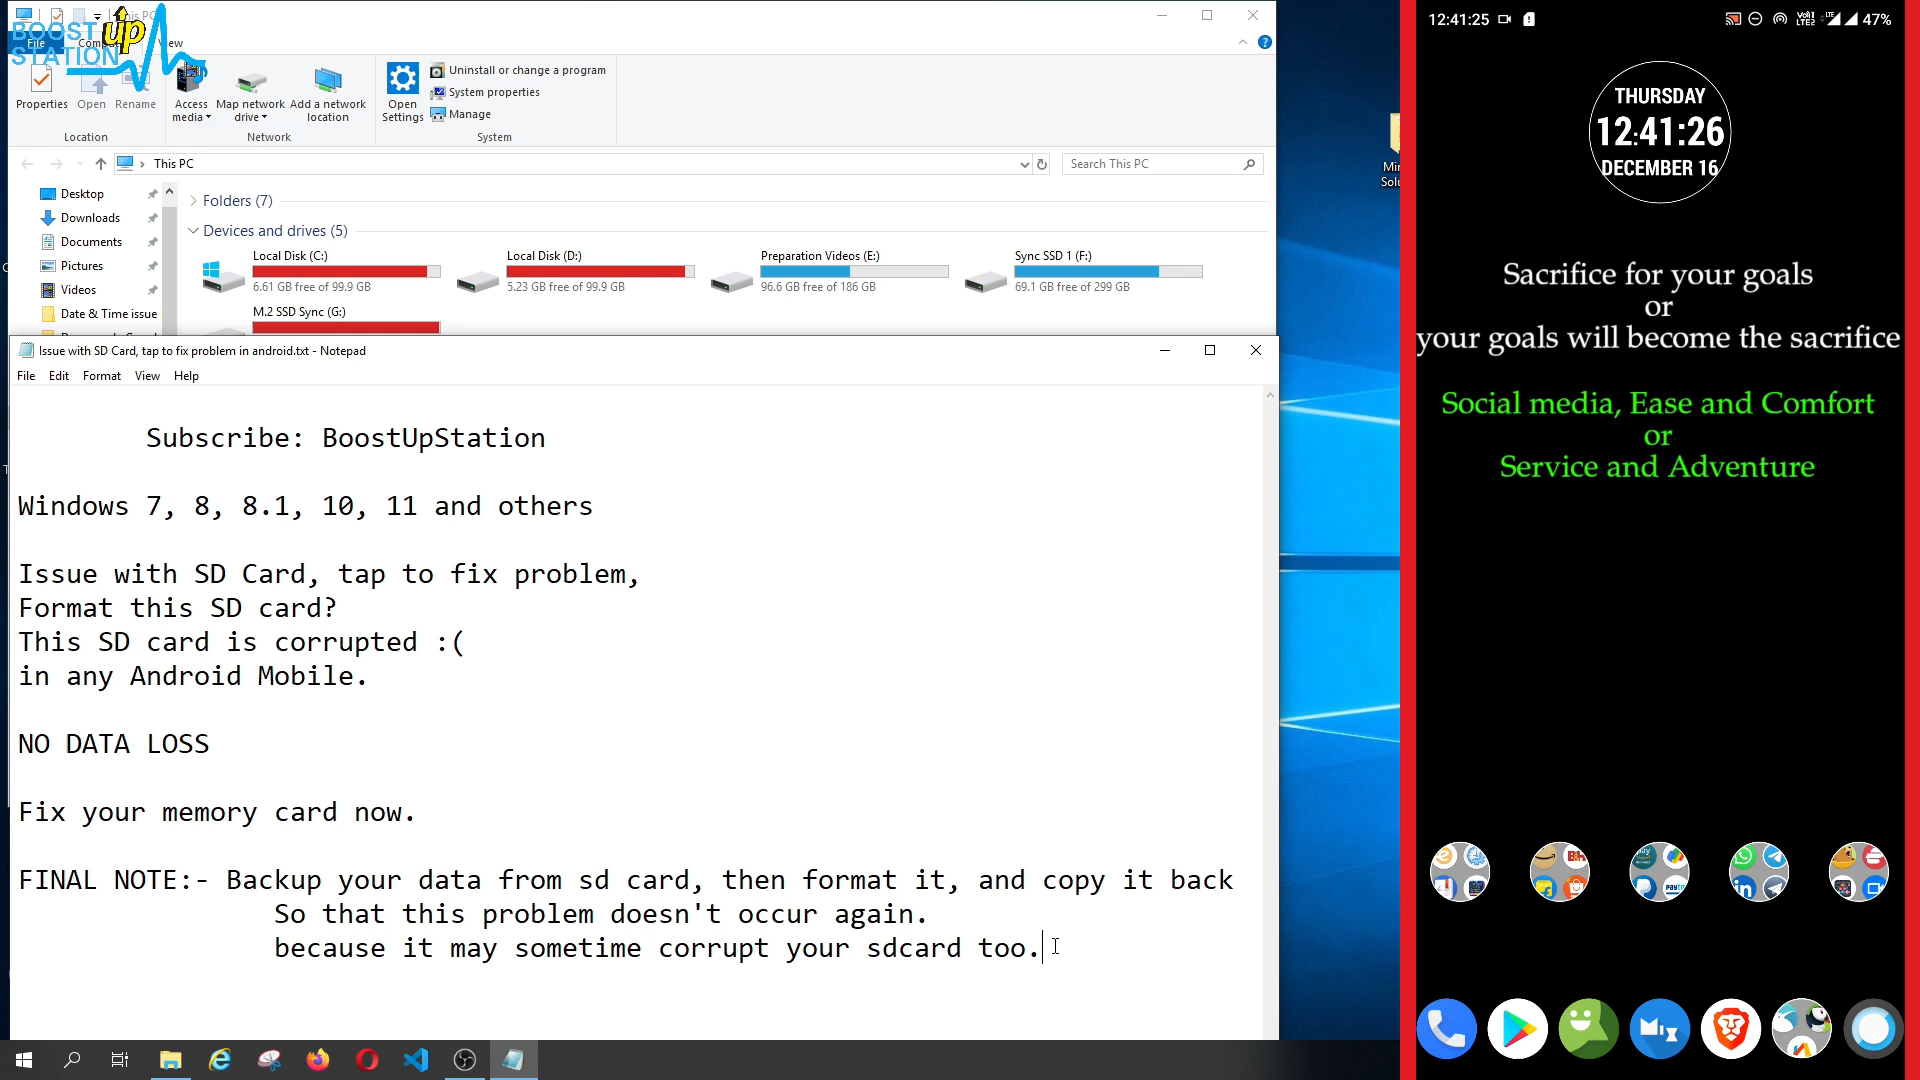 BOOST up
STATION
This PC
File
View
Properties
Open
Rename
Access media
Map network drive
Add a network location
Open Settings
Uninstall or change a program
System properties
Manage
Location
Network
System
This PC
Search This PC
Desktop
Downloads
Documents
Pictures
Videos
Date & Time issue
Folders (7)
Devices and drives (5)
Local Disk (C:)
6.61 GB free of 99.9 GB
Local Disk (D:)
5.23 GB free of 99.9 GB
Preparation Videos (E:)
96.6 GB free of 186 GB
Sync SSD 1 (F:)
69.1 GB free of 299 GB
M.2 SSD Sync (G:)
Issue with SD Card, tap to fix problem in android.txt - Notepad
File Edit Format View Help
Subscribe: BoostUpStation
Windows 7, 8, 8.1, 10, 11 and others
Issue with SD Card, tap to fix problem,
Format this SD card?
This SD card is corrupted :(
in any Android Mobile.
NO DATA LOSS
Fix your memory card now.
FINAL NOTE:- Backup your data from sd card, then format it, and copy it back
So that this problem doesn't occur again.
because it may sometime corrupt your sdcard too.
12:41:25
47%
THURSDAY
12:41:26
DECEMBER 16
Sacrifice for your goals
or
your goals will become the sacrifice
Social media, Ease and Comfort
or
Service and Adventure